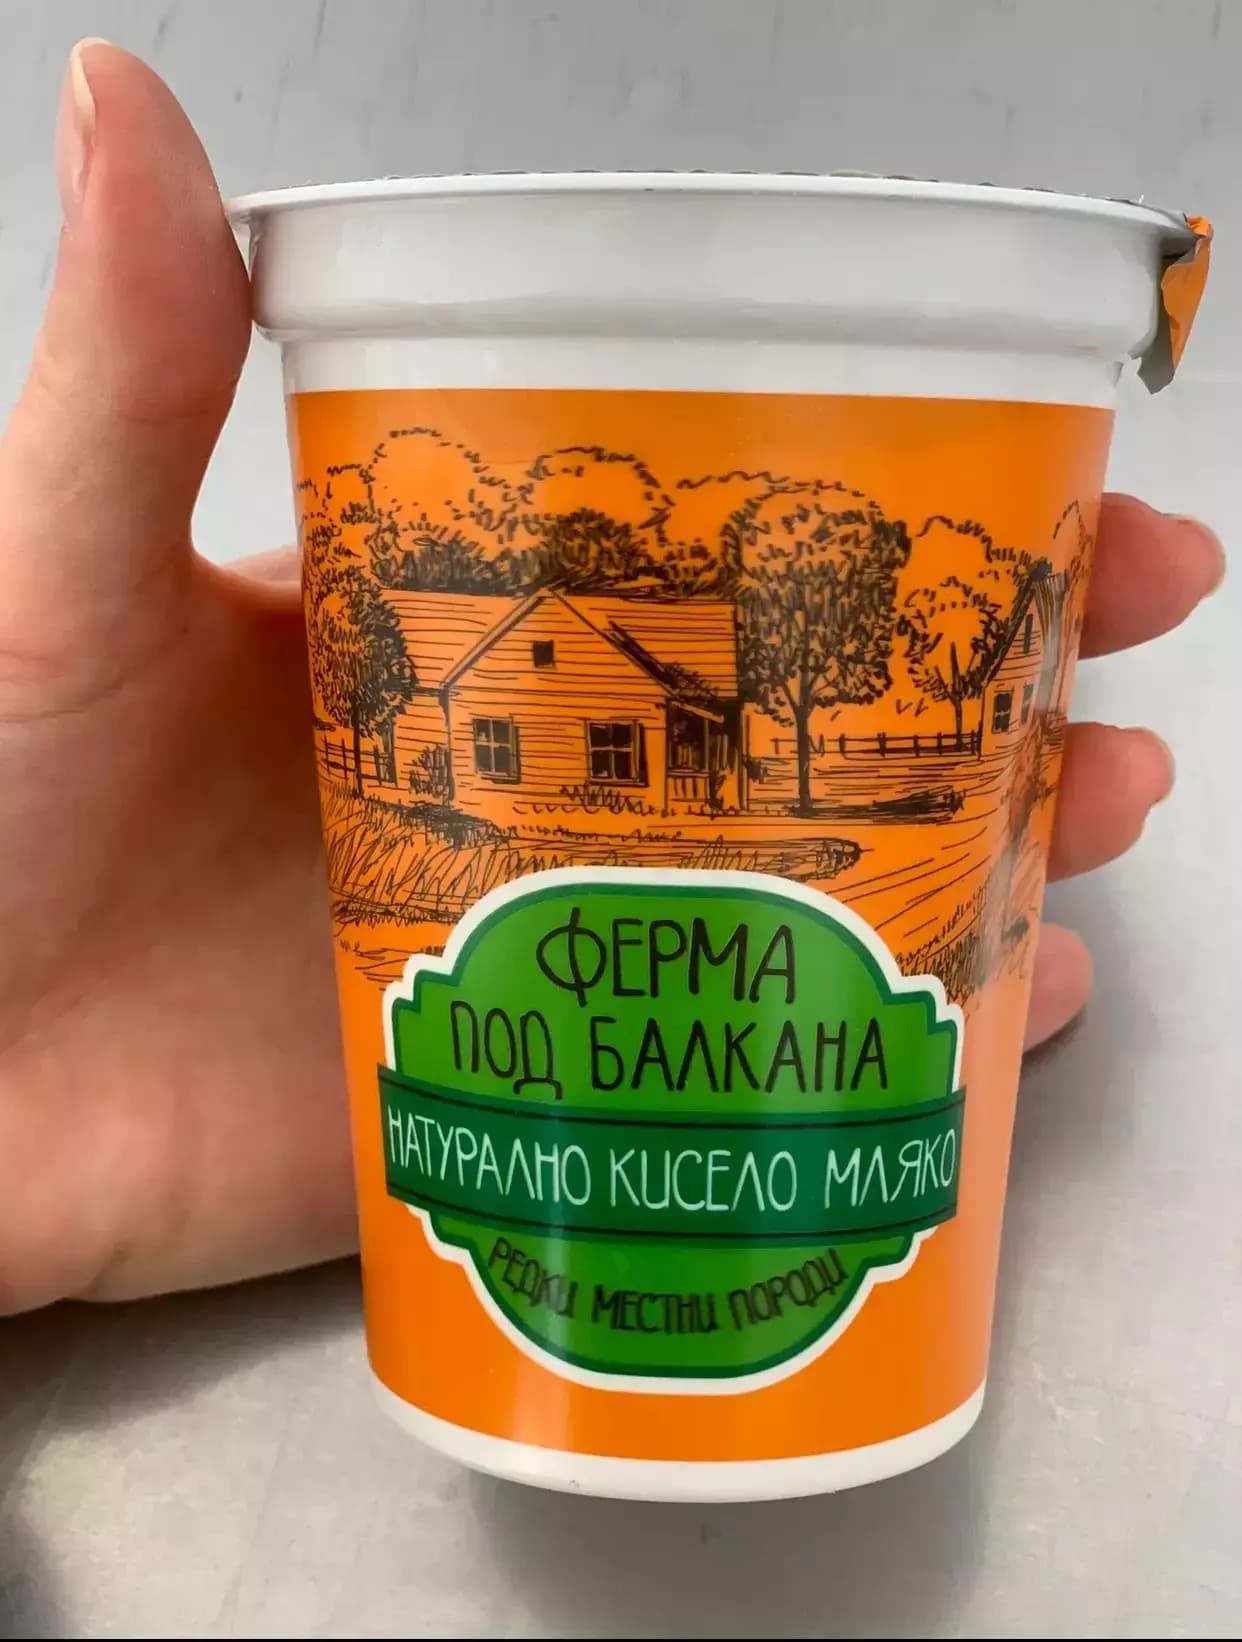 ФЕРМА
ПОД БАЛКАНА
НАТУРАЛНО КИСЕЛО МЛЯКО
РЕДКИ МЕСТНИ ПОРОДИ